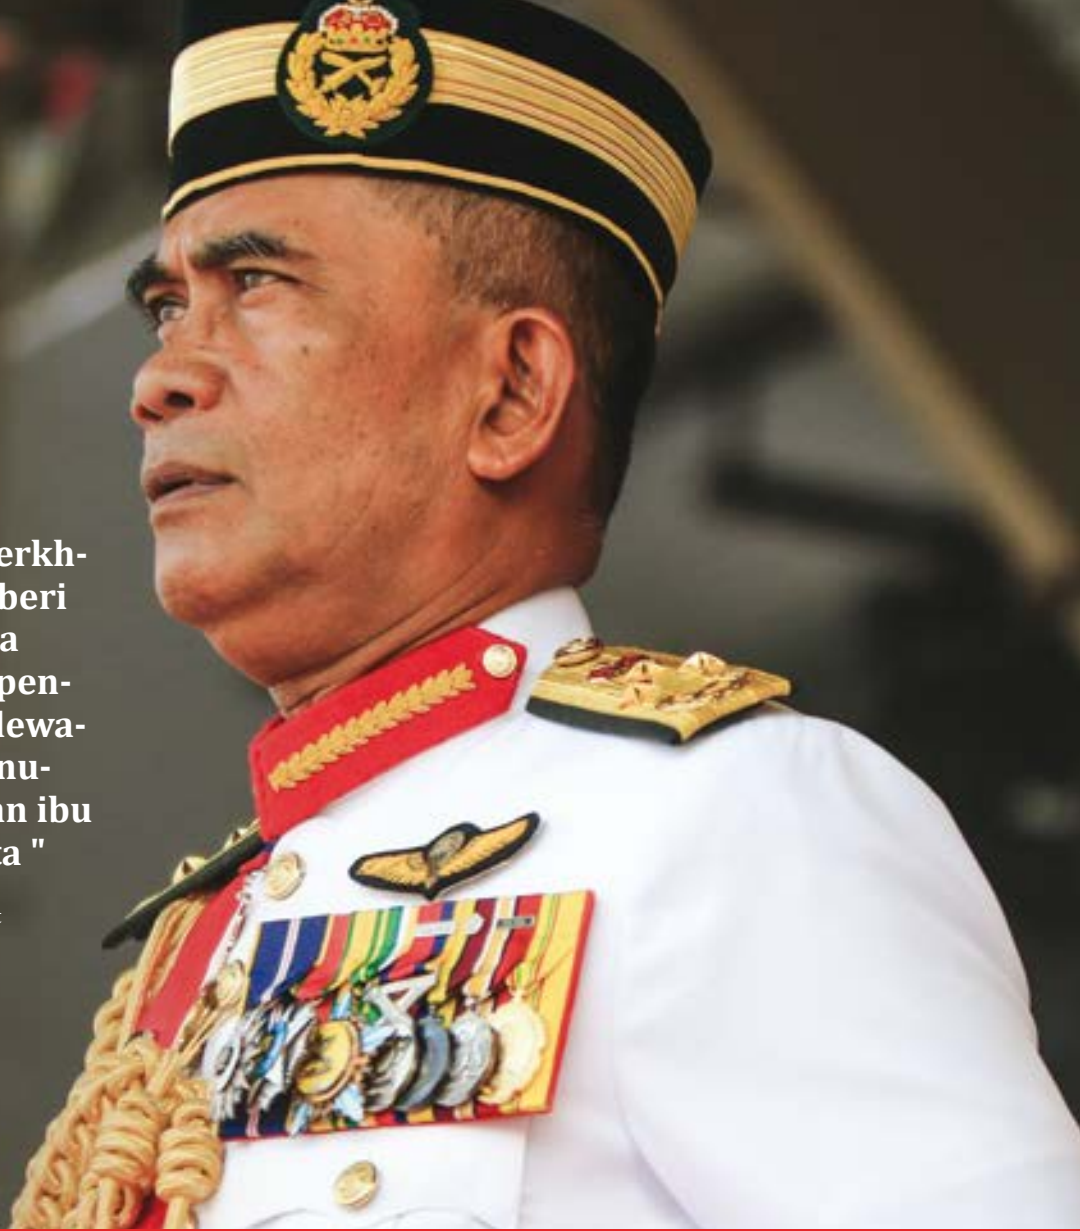 erkh-
beri
a
pen-
lewa-
nu-
an ibu
ta "